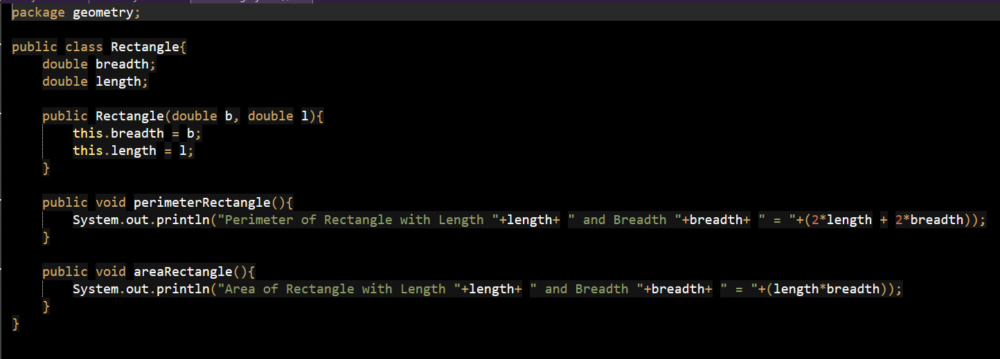 package geometry;
public class Rectangle{
double breadth;
double length;
public Rectangle(double b, double l){
this.breadth = b;
this.length = l;
}
public void perimeterRectangle(){
System.out.println("Perimeter of Rectangle with Length "+length+ " and Breadth "+breadth+ " = "+(2*length + 2*breadth));
}
public void areaRectangle(){
System.out.println("Area of Rectangle with Length "+length+ " and Breadth "+breadth+ " = "+(length*breadth));
}
}